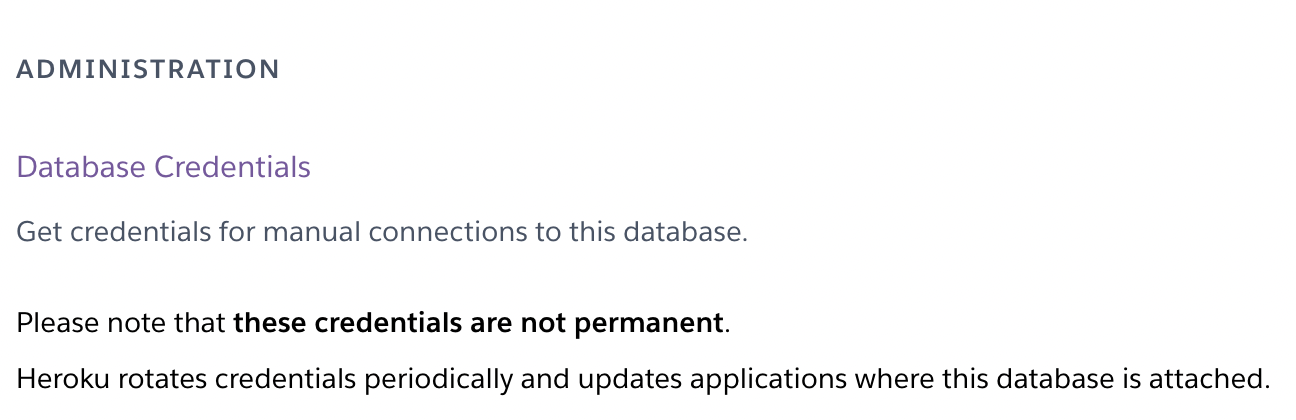 ADMINISTRATION
Database Credentials
Get credentials for manual connections to this database.
Please note that these credentials are not permanent.
Heroku rotates credentials periodically and updates applications where this database is attached.